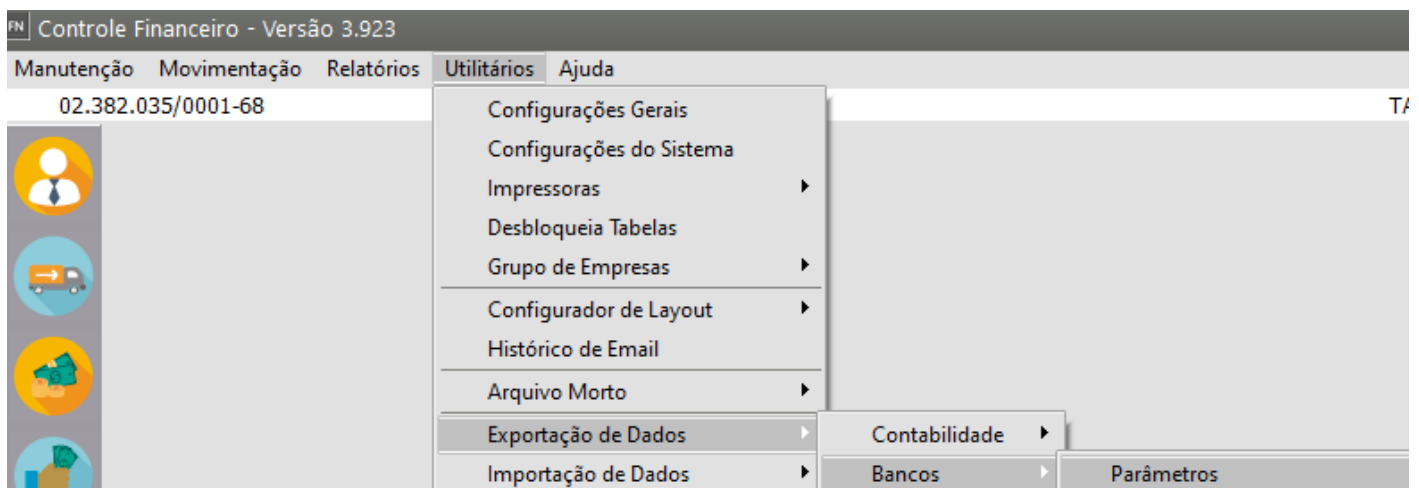 FN Controle Financeiro - Versão 3.923
Manutenção Movimentação Relatórios Utilitários Ajuda
02.382.035/0001-68 TA
Configurações Gerais
Configurações do Sistema
Impressoras
Desbloqueia Tabelas
Grupo de Empresas
Configurador de Layout
Histórico de Email
Arquivo Morto
Exportação de Dados Contabilidade
Importação de Dados Bancos Parâmetros